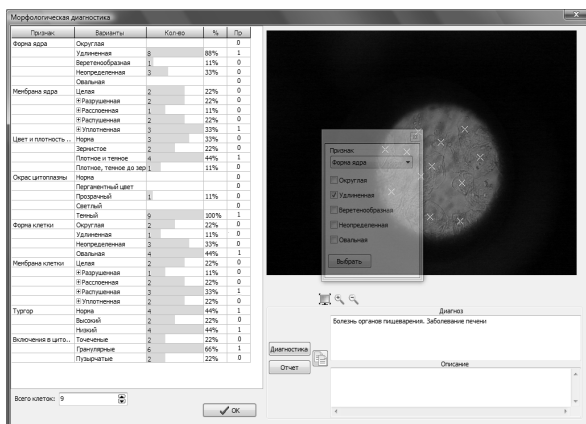 Морфологическая диагностика
Признак Варианты Кол-во % Пр
Форма ядра Округлая 0
Удлиненная 8 88% 1
Веретенообразная 1 11% 0
Неопределенная 3 33% 0
Овальная 0
Мембрана ядра Целая 2 22% 0
Разрушенная 2 22% 0
Расслоенная 1 11% 0
Распущенная 2 22% 0
Уплотненная 3 33% 1
Цвет и плотность .. Норма 3 33% 0
Зернистое 2 22% 0
Плотное и темное 4 44% 1
Плотное, темное до зер 1 11% 0
Окрас цитоплазмы Норма 0
Пергаментный цвет 0
Прозрачный 1 11% 0
Светлый 0
Темный 9 100% 1
Форма клетки Округлая 2 22% 0
Удлиненная 1 11% 0
Неопределенная 3 33% 0
Овальная 4 44% 1
Мембрана клетки Целая 2 22% 0
Разрушенная 1 11% 0
Расслоенная 2 22% 0
Распущенная 3 33% 1
Уплотненная 2 22% 0
Тургор Норма 4 44% 1
Высокий 2 22% 0
Низкий 4 44% 1
Включения в цито.. Точеченые 2 22% 0
Гранулярные 6 66% 1
Пузырчатые 2 22% 0
Всего клеток: 9
OK
Признак
Форма ядра
Округлая
Удлиненная
Веретенообразная
Неопределенная
Овальная
Выбрать
Диагноз
Болезнь органов пищеварения. Заболевание печени
Диагностика
Отчет
Описание